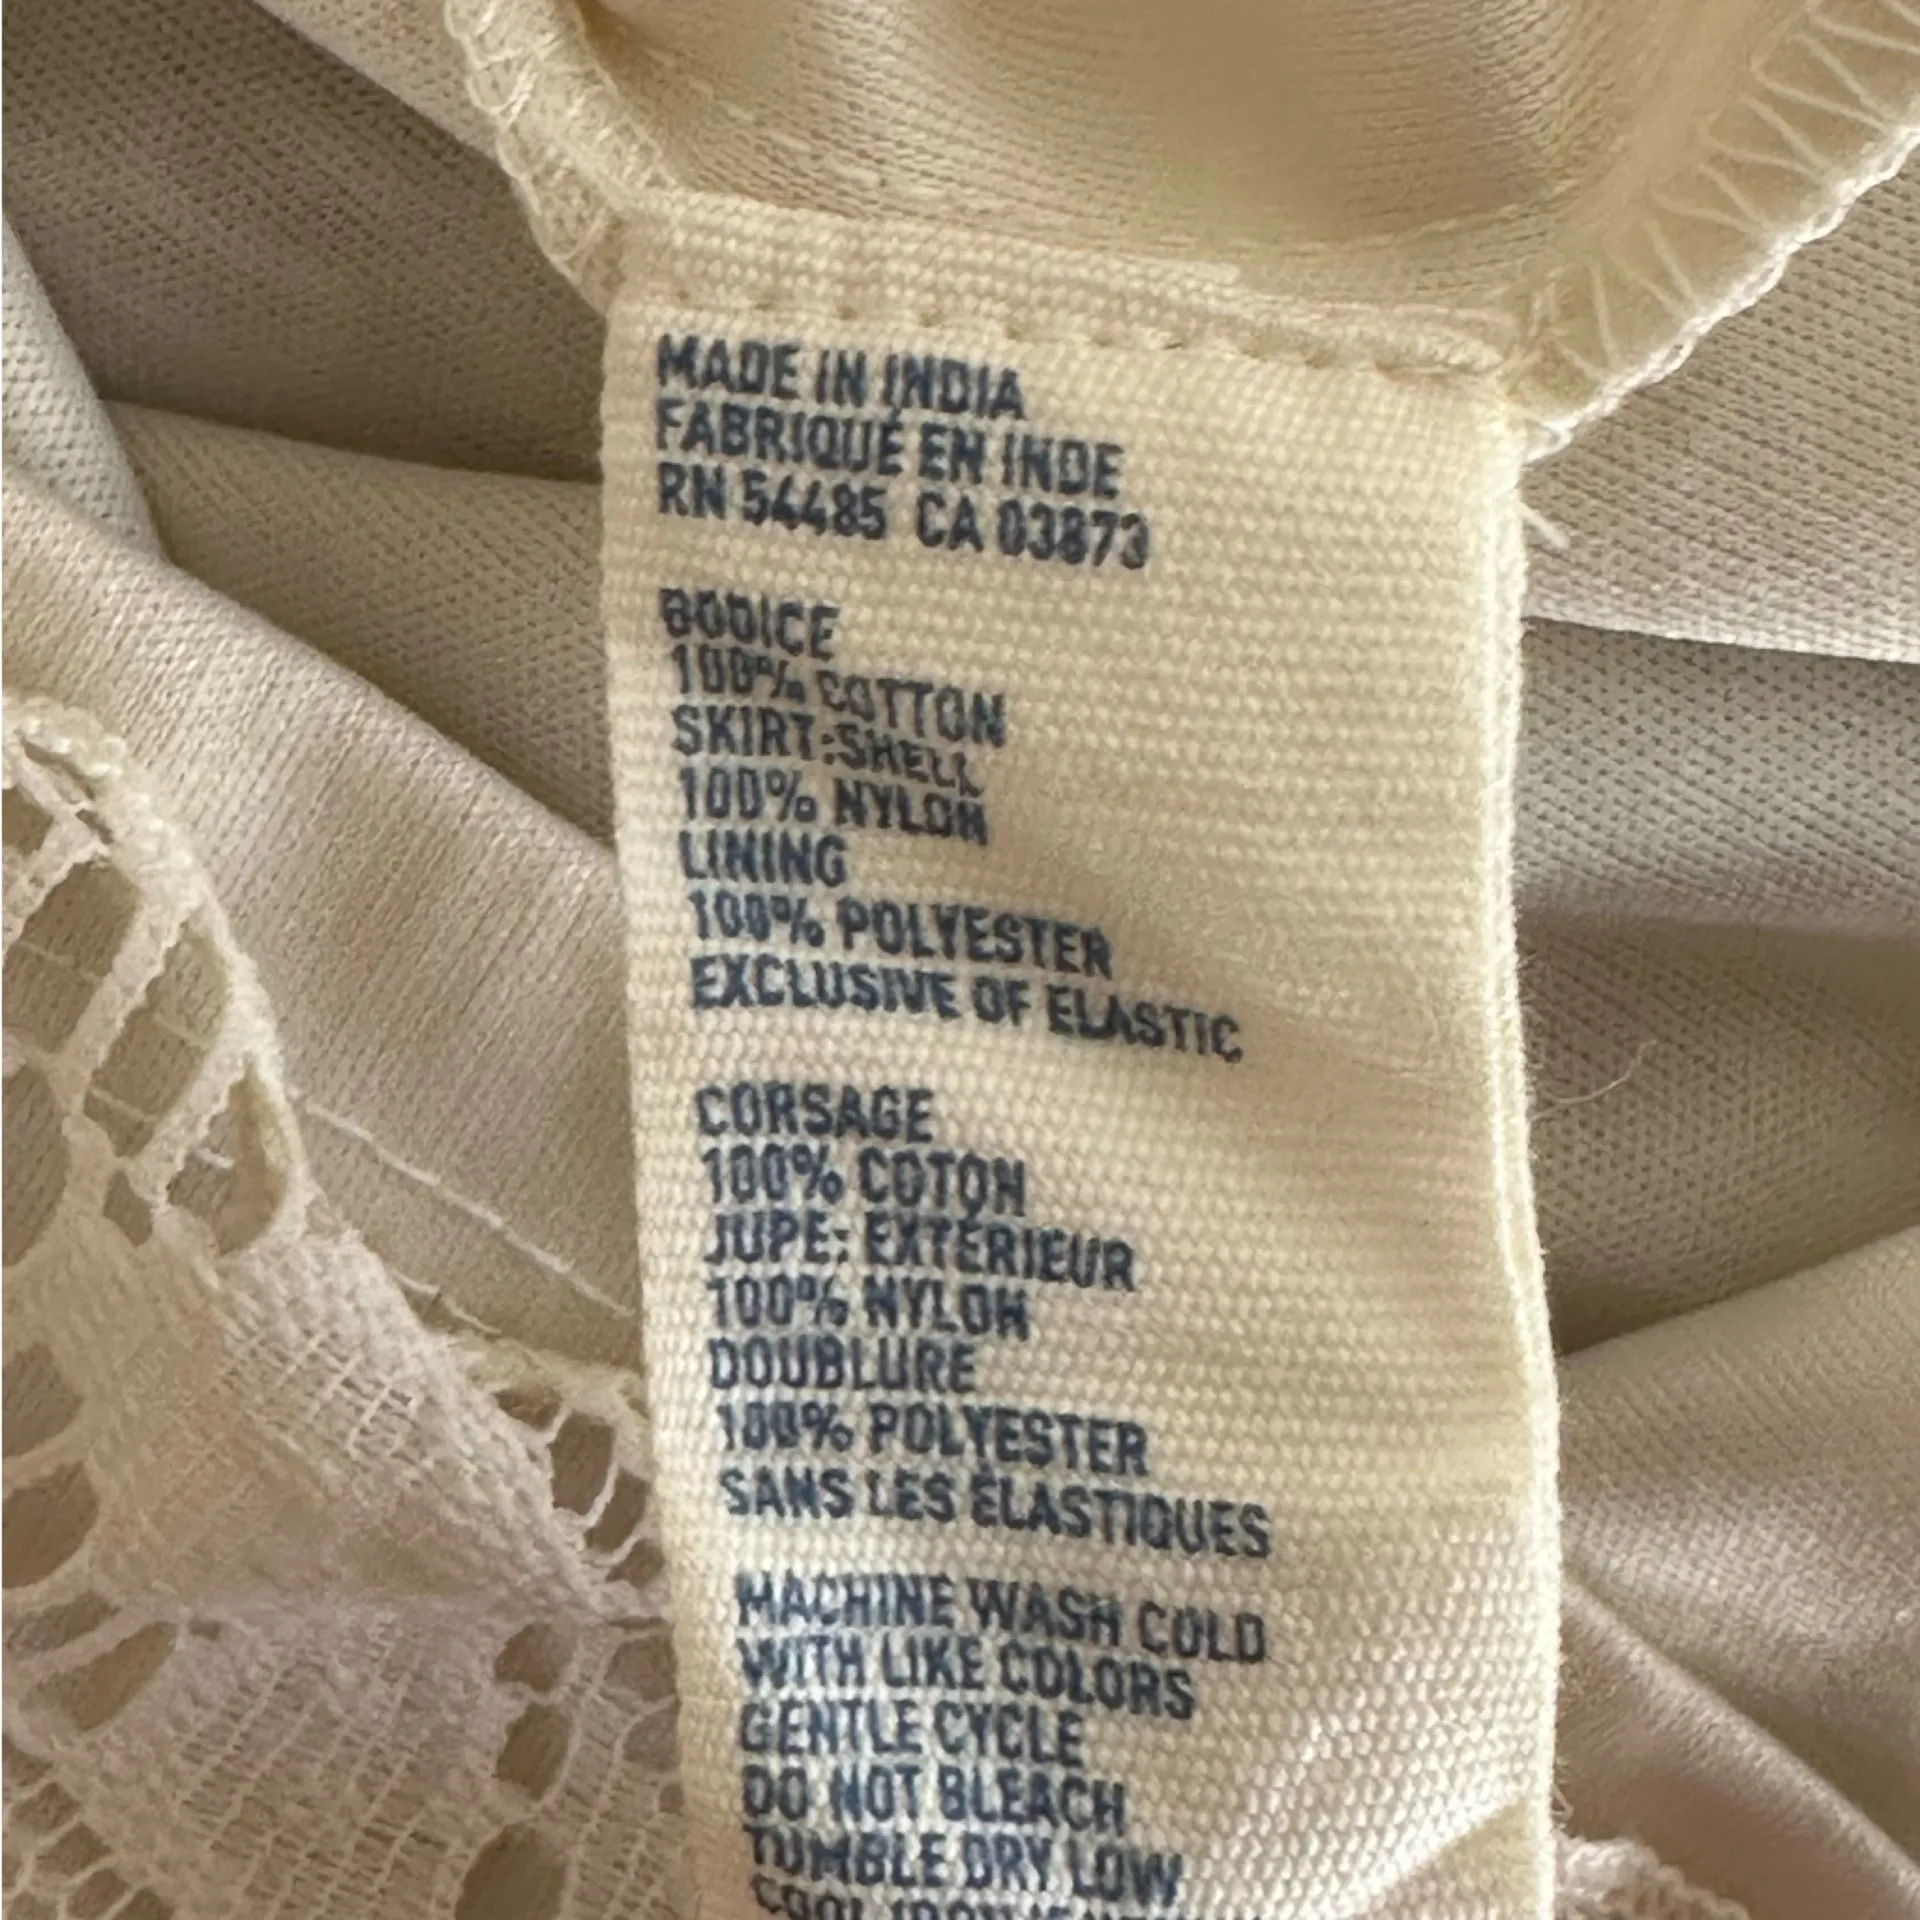 MADE IN INDIA
FABRIQUÉ EN INDE
RN 54485 CA 03873
BODICE
100% COTTON
SKIRT:SHELL
100% NYLON
LINING
100% POLYESTER
EXCLUSIVE OF ELASTIC
CORSAGE
100% COTON
JUPE: EXTÉRIEUR
100% NYLON
DOUBLURE
100% POLYESTER
SANS LES ÉLASTIQUES
MACHINE WASH COLD
WITH LIKE COLORS
GENTLE CYCLE
DO NOT BLEACH
TUMBLE DRY LOW
COOL IRON